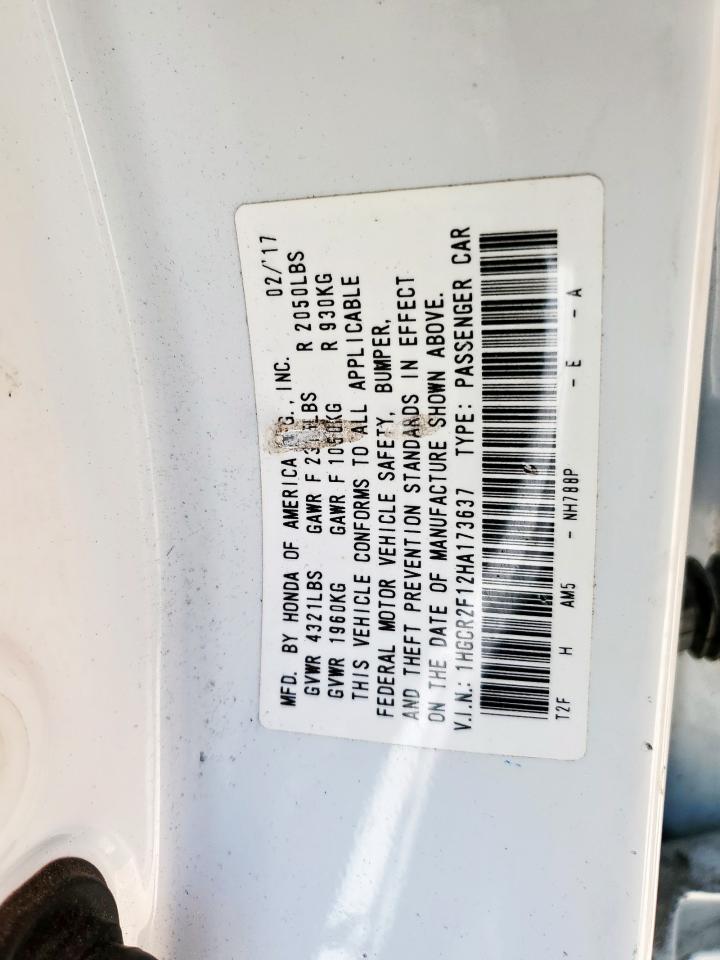 MFD. BY HONDA OF AMERICA G., INC. 02/'17
GVWR 4321LBS GAWR F R 2050LBS
GVWR 1960KG GAWR F R 930KG
THIS VEHICLE CONFORMS TO ALL APPLICABLE
FEDERAL MOTOR VEHICLE SAFETY, BUMPER,
AND THEFT PREVENTION STANDARDS IN EFFECT
ON THE DATE OF MANUFACTURE SHOWN ABOVE.
V.I.N.: 1HGCR2F12HA173637 TYPE: PASSENGER CAR
T2F H AM5 - NH788P - E - A